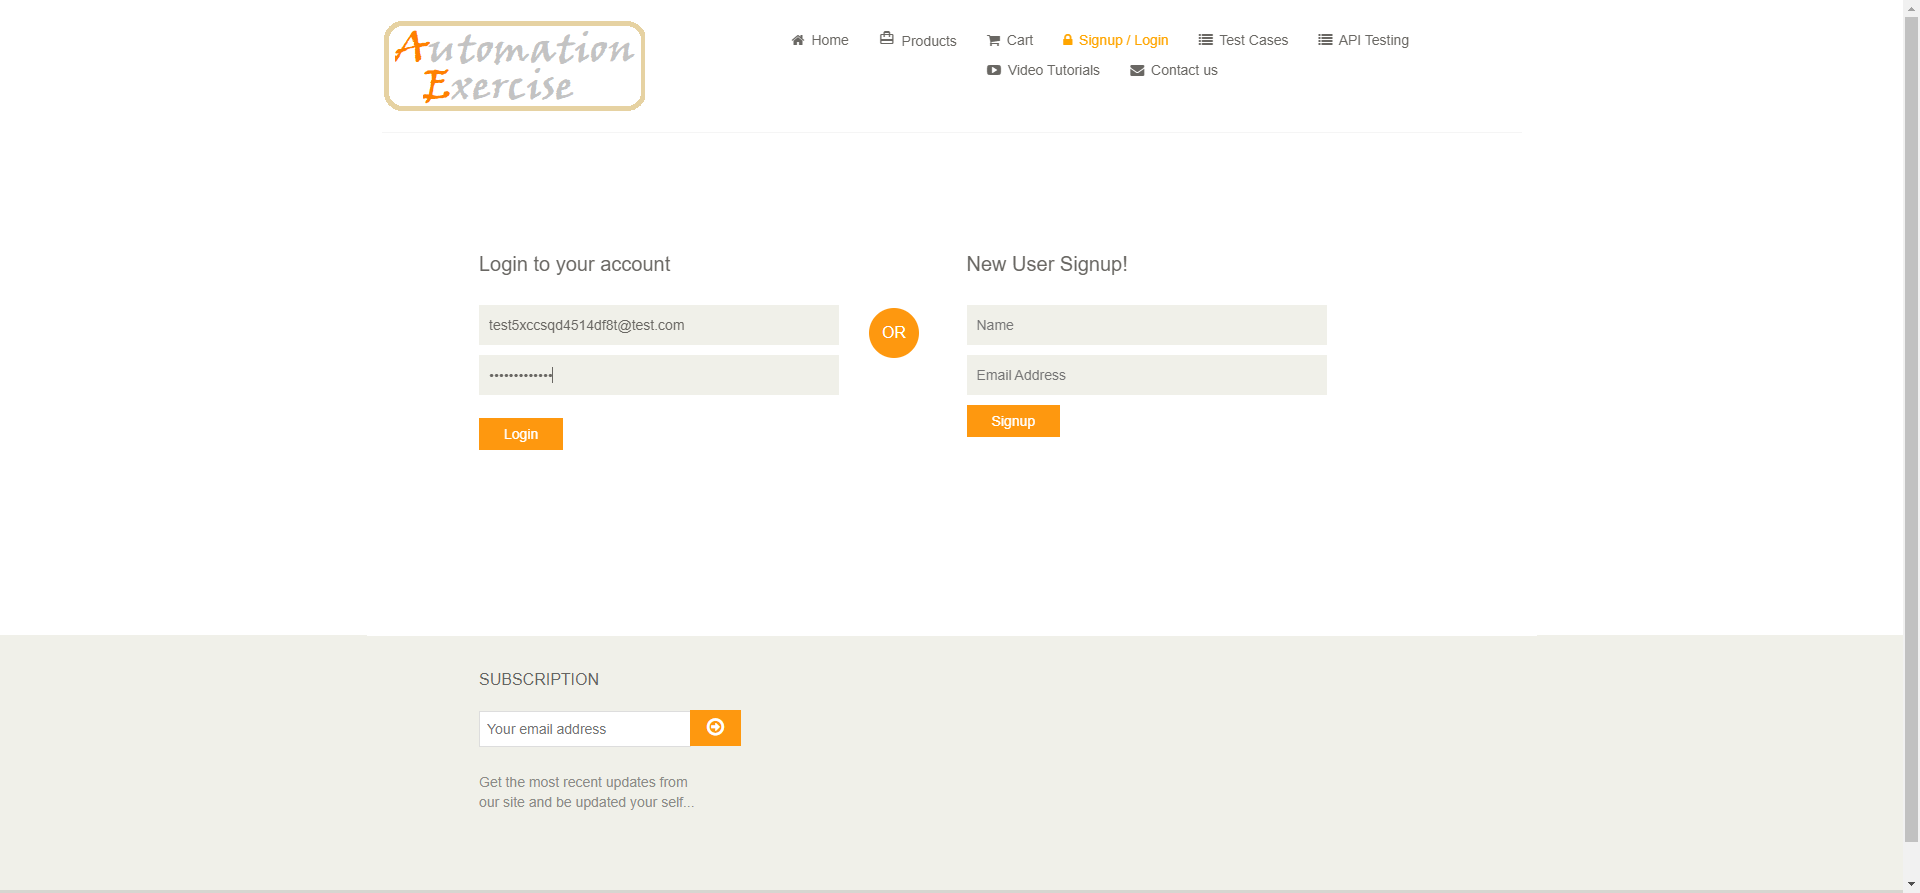 Automation
Exercise
Home
Products
Cart
Signup / Login
Test Cases
API Testing
Video Tutorials
Contact us
Login to your account
test5xccsqd4514df8t@test.com
•••••••••••••
Login
OR
New User Signup!
Name
Email Address
Signup
SUBSCRIPTION
Your email address
Get the most recent updates from
our site and be updated your self...